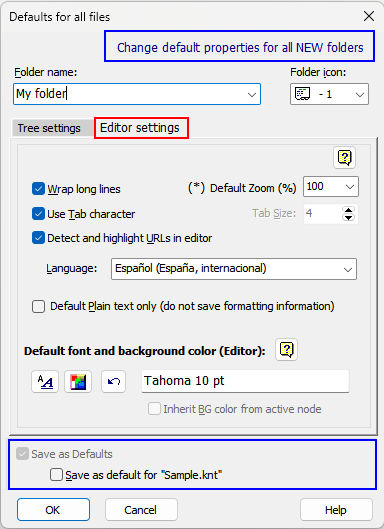 Defaults for all files
Change default properties for all NEW folders
Folder name:
Folder icon:
My folder
- 1
Tree settings
Editor settings
Wrap long lines
(*) Default Zoom (%)
100
Use Tab character
Tab Size:
4
Detect and highlight URLs in editor
Language:
Español (España, internacional)
Default Plain text only (do not save formatting information)
Default font and background color (Editor):
Tahoma 10 pt
Inherit BG color from active node
Save as Defaults
Save as default for "Sample.knt"
OK
Cancel
Help